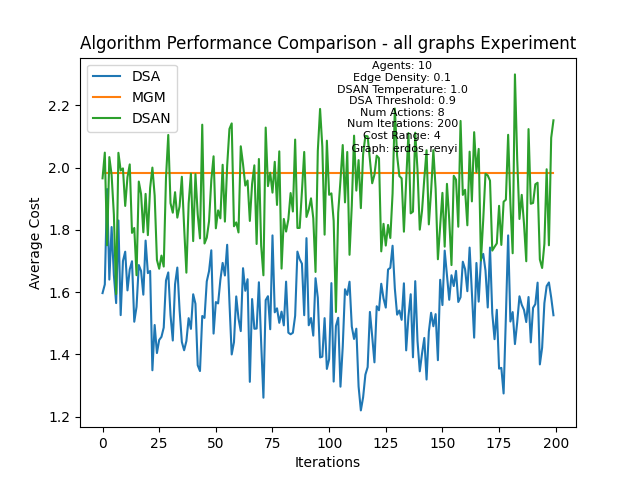 Algorithm Performance Comparison - all graphs Experiment
DSA
MGM
DSAN
Agents: 10
Edge Density: 0.1
DSAN Temperature: 1.0
DSA Threshold: 0.9
Num Actions: 8
Num Iterations: 200
Cost Range: 4
Graph: erdos_renyi
Average Cost
2.2
2.0
1.8
1.6
1.4
1.2
0 25 50 75 100 125 150 175 200
Iterations